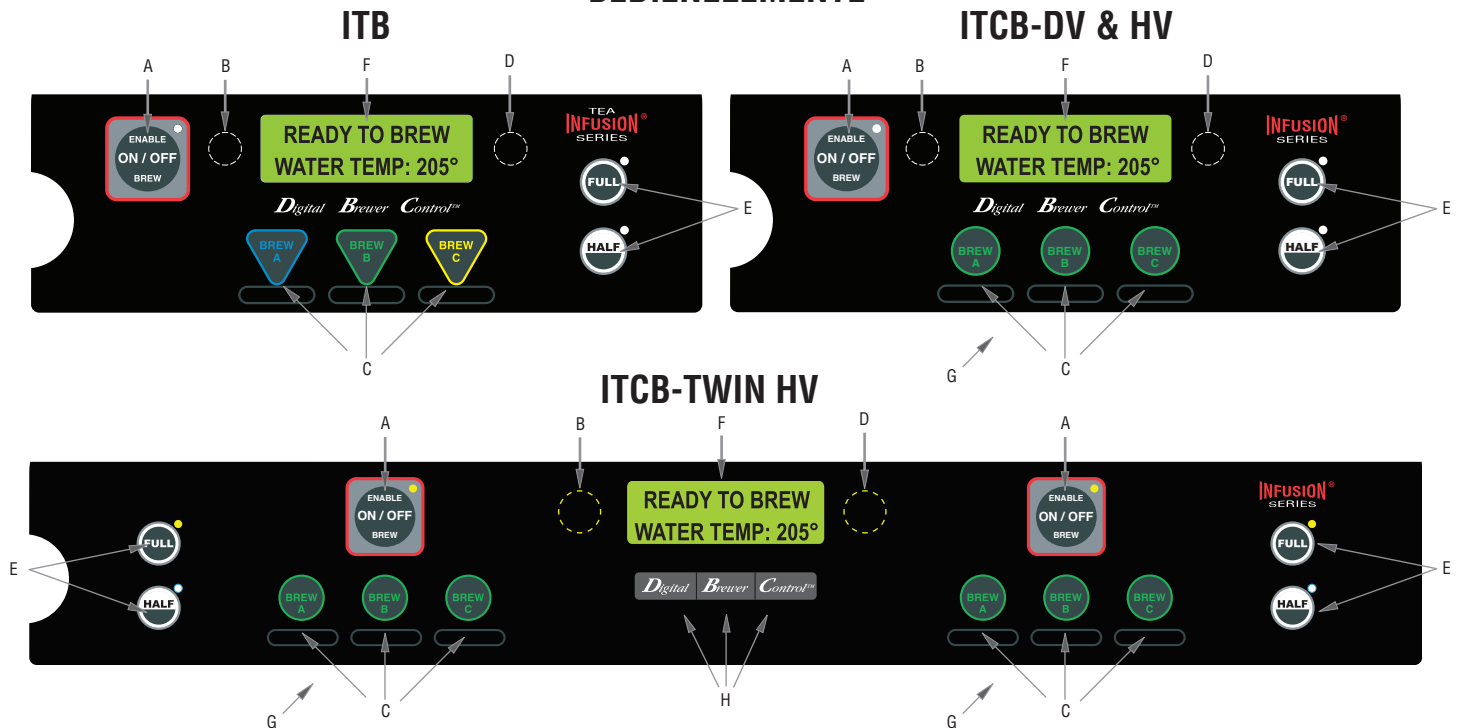 ITB
ITCB-DV & HV
A
B
F
D
ENABLE
ON / OFF
BREW
READY TO BREW
WATER TEMP: 205°
TEA
INFUSION®
SERIES
FULL
HALF
E
Digital Brewer Control™
BREW
A
BREW
B
BREW
C
C
A
B
F
D
ENABLE
ON / OFF
BREW
READY TO BREW
WATER TEMP: 205°
INFUSION®
SERIES
FULL
HALF
E
Digital Brewer Control™
BREW
A
BREW
B
BREW
C
G
C
ITCB-TWIN HV
A
B
F
D
A
E
FULL
HALF
ENABLE
ON / OFF
BREW
BREW
A
BREW
B
BREW
C
G
C
READY TO BREW
WATER TEMP: 205°
Digital Brewer Control™
H
ENABLE
ON / OFF
BREW
BREW
A
BREW
B
BREW
C
G
C
INFUSION®
SERIES
FULL
HALF
E